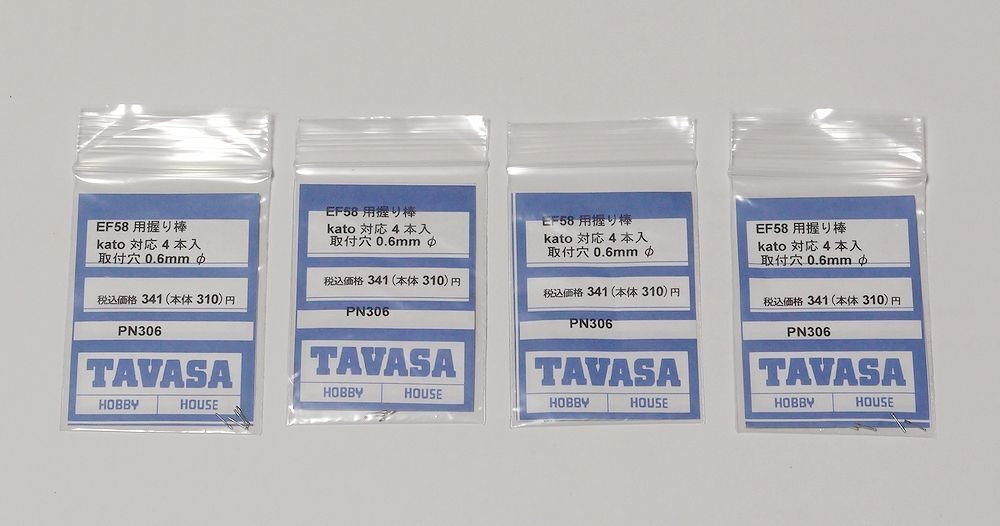 EF58 用握り棒
kato 対応 4 本入
取付穴 0.6mm φ
税込価格 341(本体 310)円
PN306
TAVASA
HOBBY HOUSE
EF58 用握り棒
kato 対応 4 本入
取付穴 0.6mm φ
税込価格 341(本体 310)円
PN306
TAVASA
HOBBY HOUSE
EF58 用握り棒
kato 対応 4 本入
取付穴 0.6mm φ
税込価格 341(本体 310)円
PN306
TAVASA
HOBBY HOUSE
EF58 用握り棒
kato 対応 4 本入
取付穴 0.6mm φ
税込価格 341(本体 310)円
PN306
TAVASA
HOBBY HOUSE